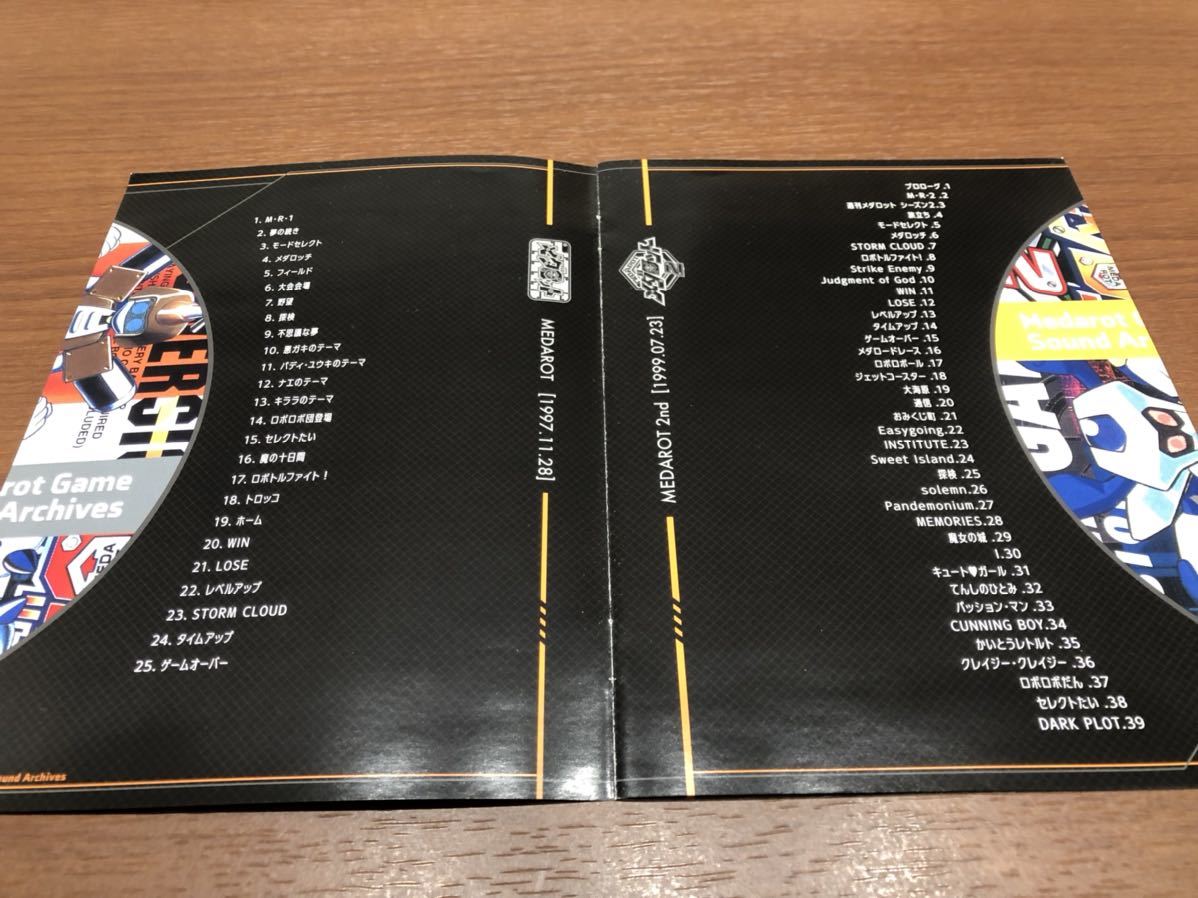 1. M・R・1
2. 夢の続き
3. モードセレクト
4. メダロッチ
5. フィールド
6. 大会会場
7. 野望
8. 探検
9. 不思議な夢
10. 悪ガキのテーマ
11. パディ・ユウキのテーマ
12. ナエのテーマ
13. キララのテーマ
14. ロボロボ団登場
15. セレクトたい
16. 魔の十日間
17. ロボトルファイト！
18. トロッコ
19. ホーム
20. WIN
21. LOSE
22. レベルアップ
23. STORM CLOUD
24. タイムアップ
25. ゲームオーバー
MEDAROT [1997.11.28]
MEDAROT 2nd [1999.07.23]
プロローグ .1
M・R・2 .2
週刊メダロット シーズン2.3
旅立ち .4
モードセレクト .5
メダロッチ .6
STORM CLOUD .7
ロボトルファイト! .8
Strike Enemy .9
Judgment of God .10
WIN .11
LOSE .12
レベルアップ .13
タイムアップ .14
ゲームオーバー .15
メダロードレース .16
ロボロボール .17
ジェットコースター .18
大海原 .19
通信 .20
おみくじ町 .21
Easygoing.22
INSTITUTE.23
Sweet Island.24
探検 .25
solemn.26
Pandemonium.27
MEMORIES.28
魔女の城 .29
I.30
キュート♥ガール .31
てんしのひとみ .32
パッション・マン .33
CUNNING BOY.34
かいとうレトルト .35
クレイジー・クレイジー .36
ロボロボだん .37
セレクトたい .38
DARK PLOT.39
arot Game
Archives
Medarot
Sound Ar
ERSI
LUDED)
ound Archives